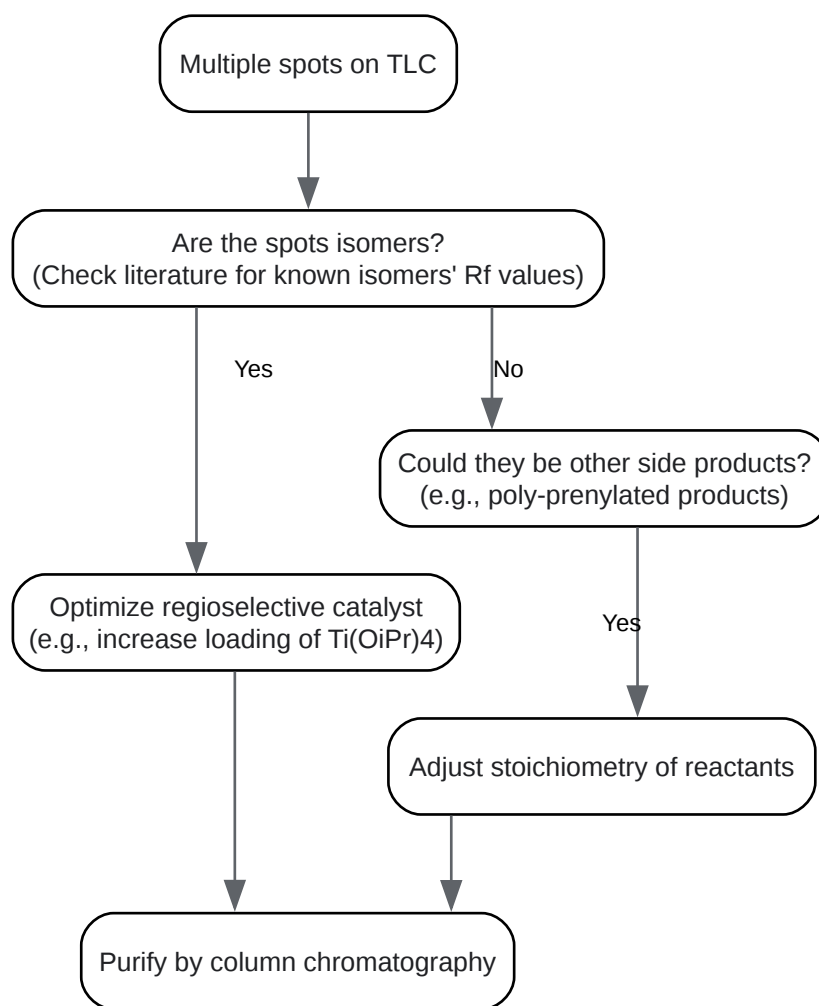 Multiple spots on TLC
Are the spots isomers?
(Check literature for known isomers' Rf values)
Yes
No
Could they be other side products?
(e.g., poly-prenylated products)
Optimize regioselective catalyst
(e.g., increase loading of Ti(OiPr)4)
Yes
Adjust stoichiometry of reactants
Purify by column chromatography